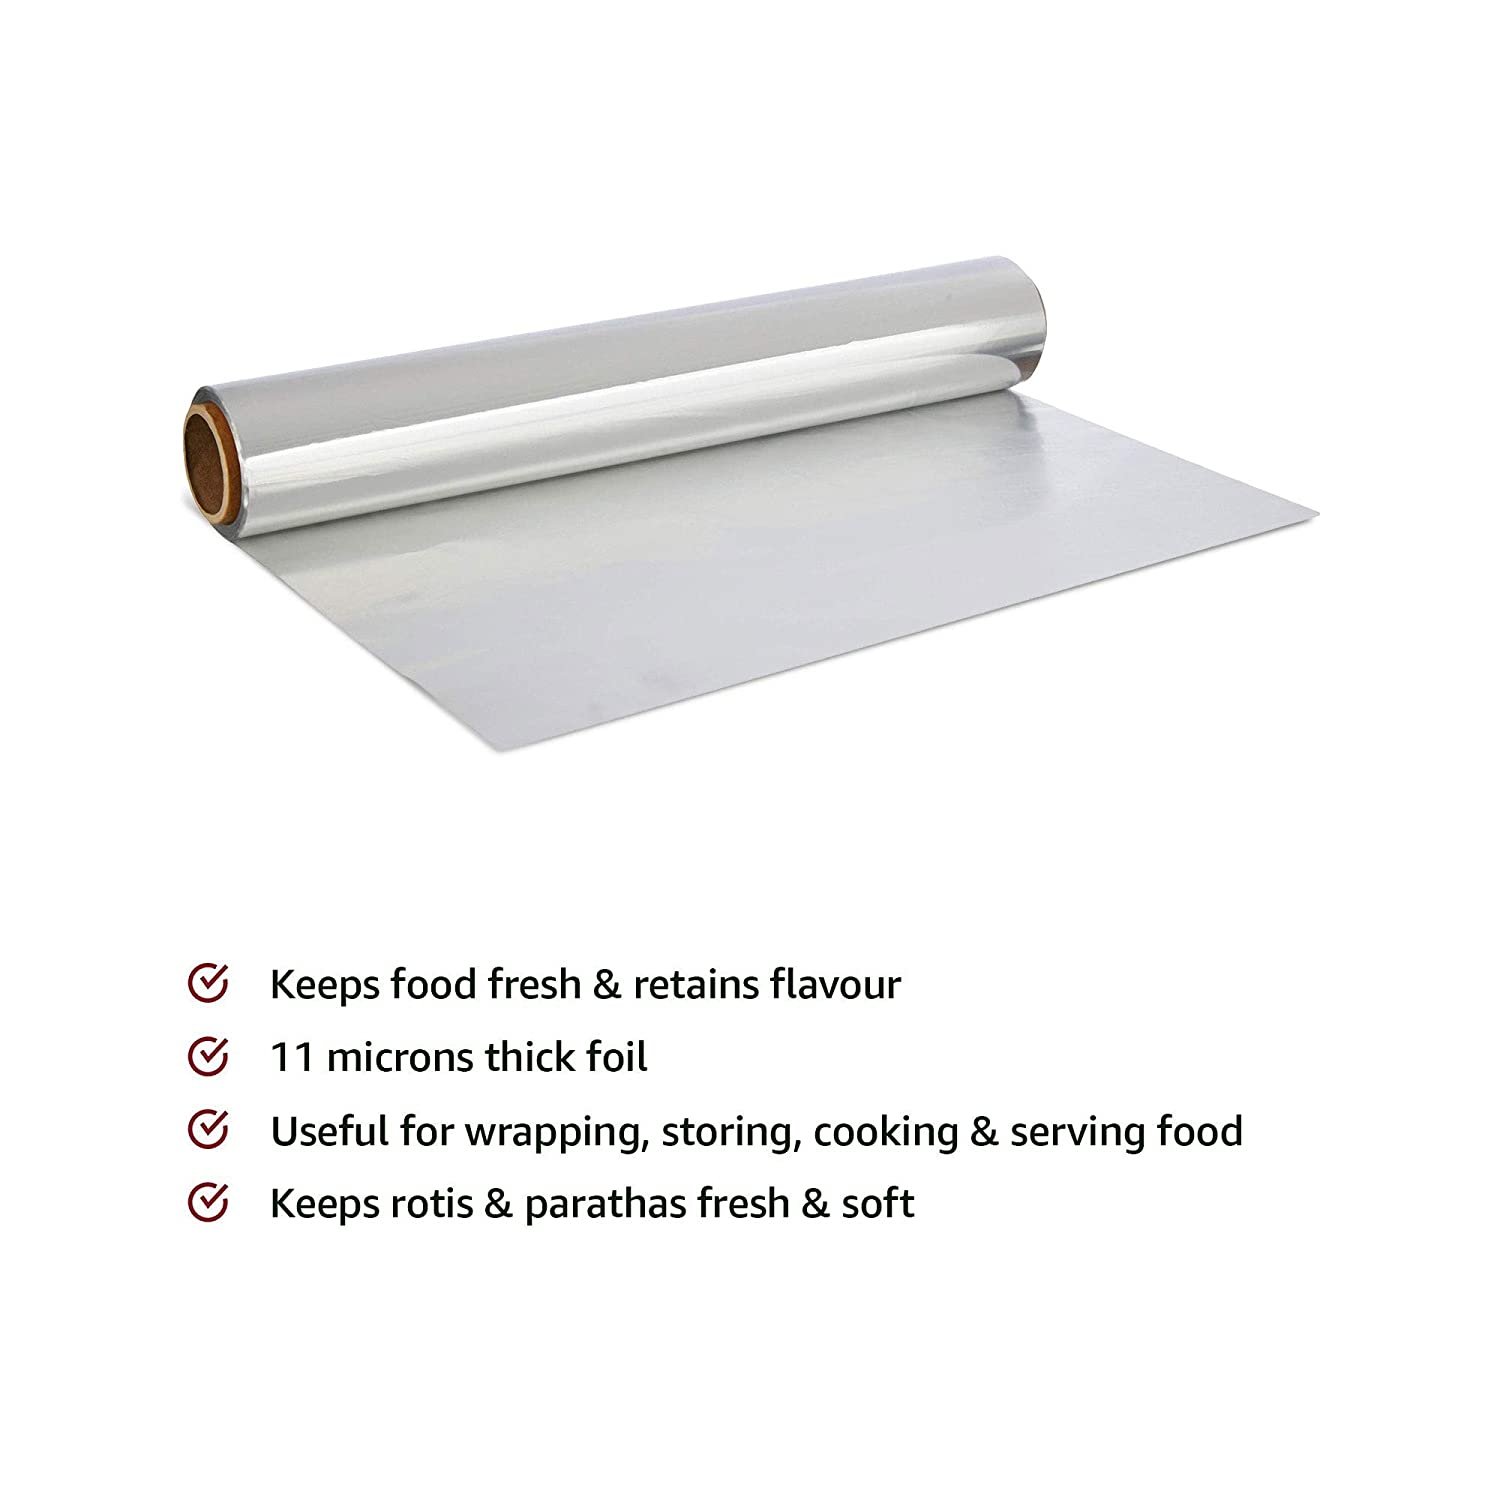 Keeps food fresh & retains flavour
11 microns thick foil
Useful for wrapping, storing, cooking & serving food
Keeps rotis & parathas fresh & soft